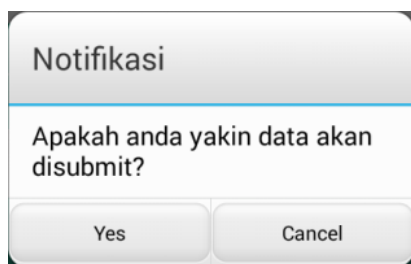 Notifikasi
Apakah anda yakin data akan
disubmit?
Yes
Cancel